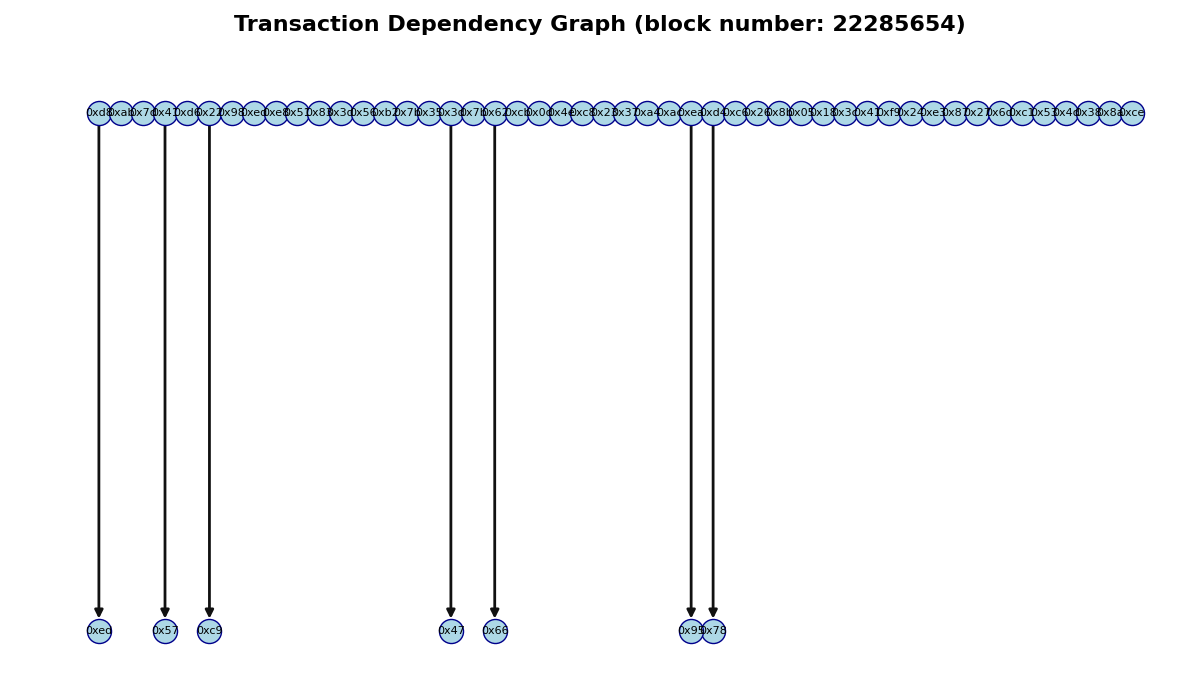 Transaction Dependency Graph (block number: 22285654)
0xd8 0xab 0x7d 0x41 0xd6 0x22 0x98 0xed 0xe8 0x51 0x83 0x3d 0x56 0xb2 0x7b 0x35 0x3d 0x7b 0x62 0xcb 0x0d 0x4e 0xc8 0x23 0x37 0xa4 0xac 0xea 0xd4 0xc6 0x26 0x8b 0x05 0x18 0x3c 0x41 0xf9 0x24 0xe3 0x87 0x27 0x6d 0xc1 0x53 0x4d 0x38 0x8a 0xce
0xed 0x57 0xc9 0x47 0x66 0x95 0x78